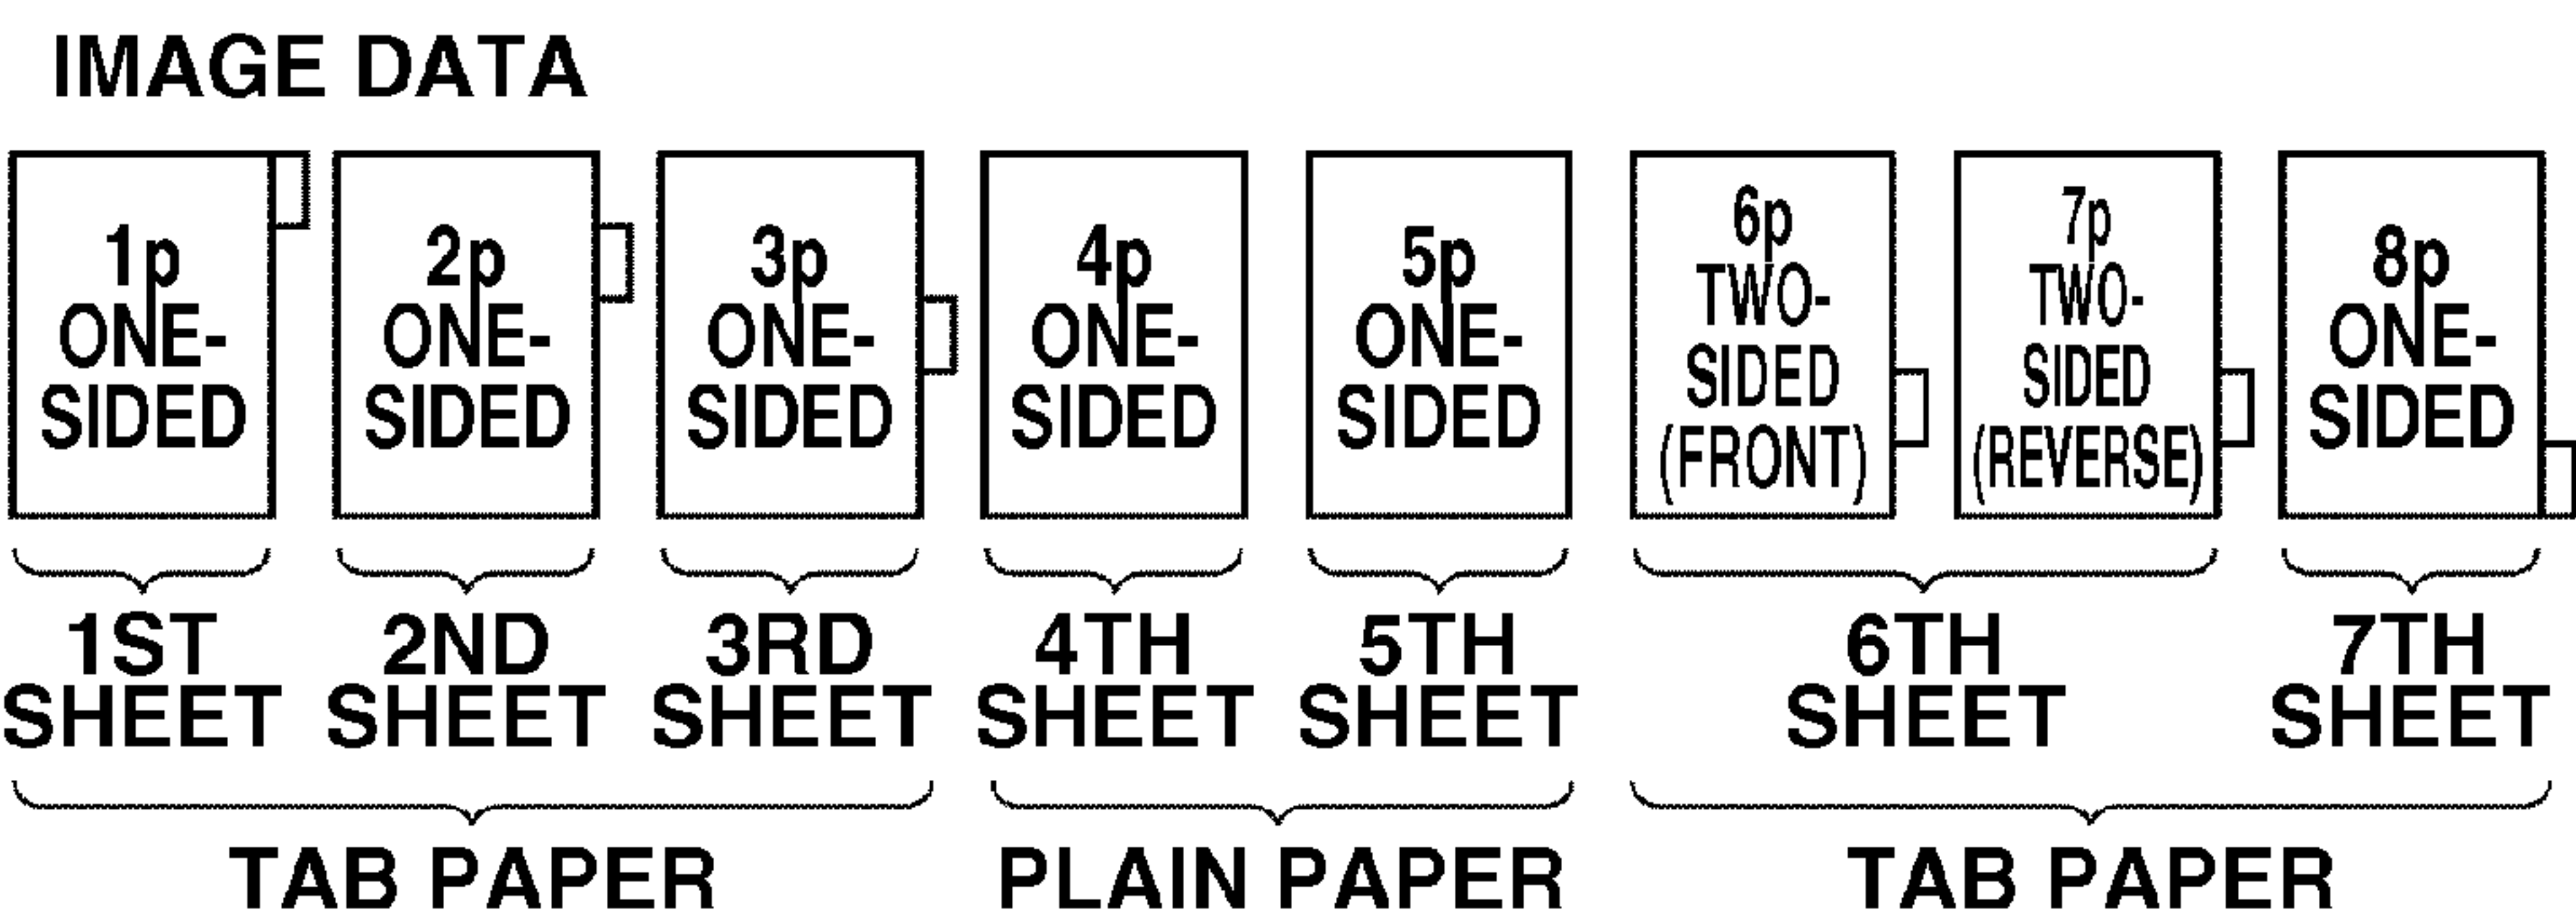 IMAGE DATA
1p
ONE-
SIDED
2p
ONE-
SIDED
3p
ONE-
SIDED
4p
ONE-
SIDED
5p
ONE-
SIDED
6p
TWO-
SIDED
(FRONT)
7p
TWO-
SIDED
(REVERSE)
8p
ONE-
SIDED
1ST
SHEET
2ND
SHEET
3RD
SHEET
4TH
SHEET
5TH
SHEET
6TH
SHEET
7TH
SHEET
TAB PAPER
PLAIN PAPER
TAB PAPER